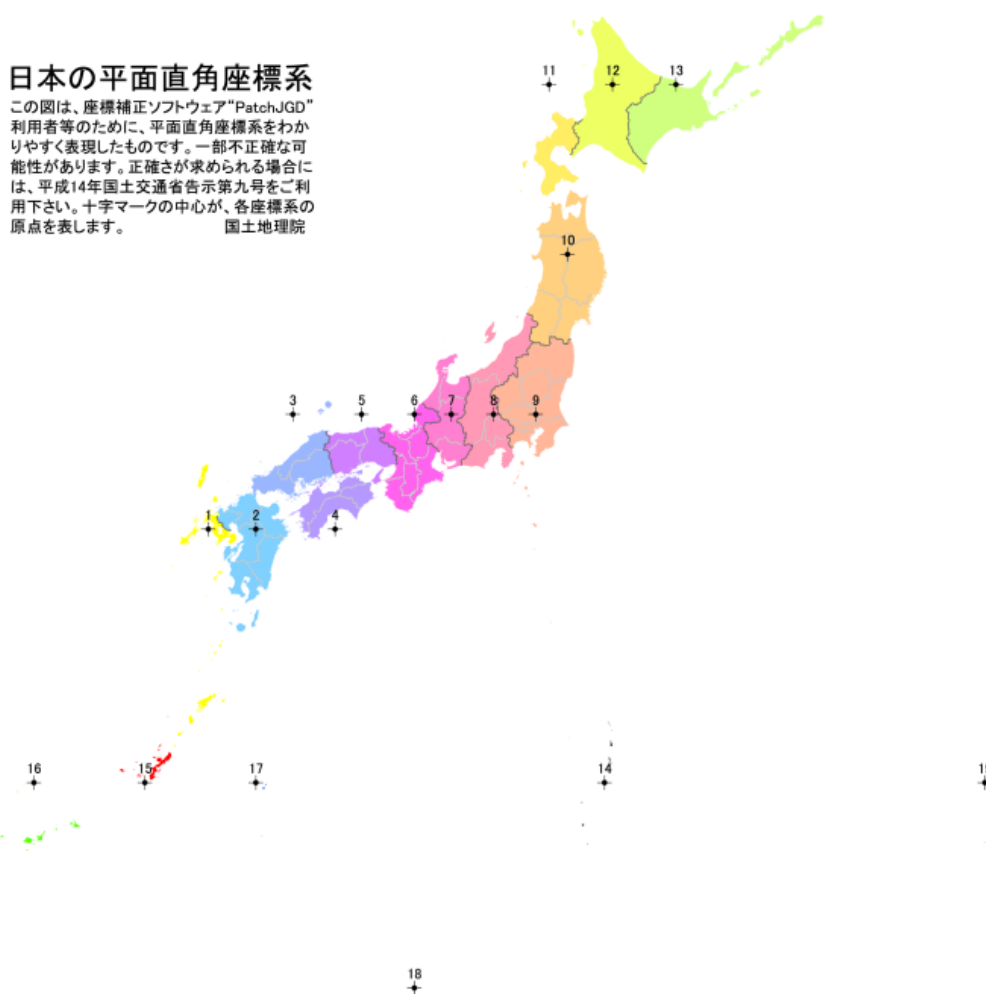 日本の平面直角座標系
この図は、座標補正ソフトウェア“PatchJGD”
利用者等のために、平面直角座標系をわか
りやすく表現したものです。一部不正確な可
能性があります。正確さが求められる場合に
は、平成14年国土交通省告示第九号をご利
用下さい。十字マークの中心が、各座標系の
原点を表します。 国土地理院
11 12 13
10
3 5 6 7 8 9
1 2 4
16 15 17 14
18